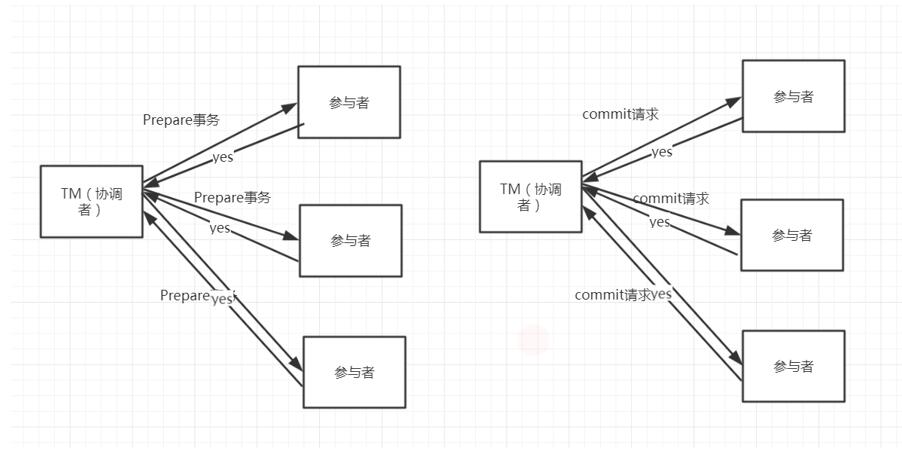 参与者
Prepare事务
yes
TM（协调
者）
Prepare事务
yes
参与者
Prepare
yes
参与者
参与者
commit请求
yes
TM（协调
者）
commit请求
yes
参与者
commit请求
yes
参与者